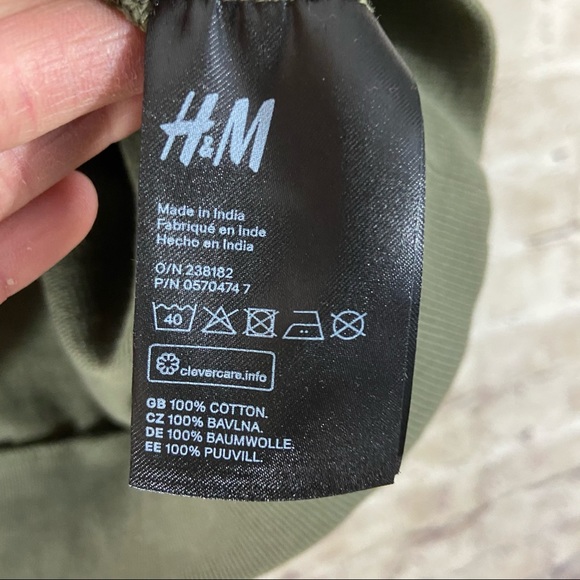 H&M
Made in India
Fabriqué en Inde
Hecho en India
O/N 238182
P/N 0570474 7
40
clevercare.info
GB 100% COTTON.
CZ 100% BAVLNA.
DE 100% BAUMWOLLE.
EE 100% PUUVILL.